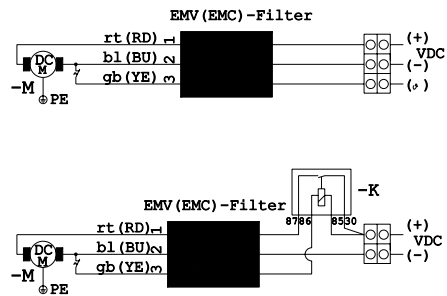 EMV(EMC)-Filter
rt(RD) 1
bl(BU) 2
gb(YE) 3
DC
M
-M
PE
(+)
VDC
(-)
EMV(EMC)-Filter
-K
87 86 85 30
rt(RD) 1
bl(BU) 2
gb(YE) 3
DC
M
-M
PE
(+)
VDC
(-)